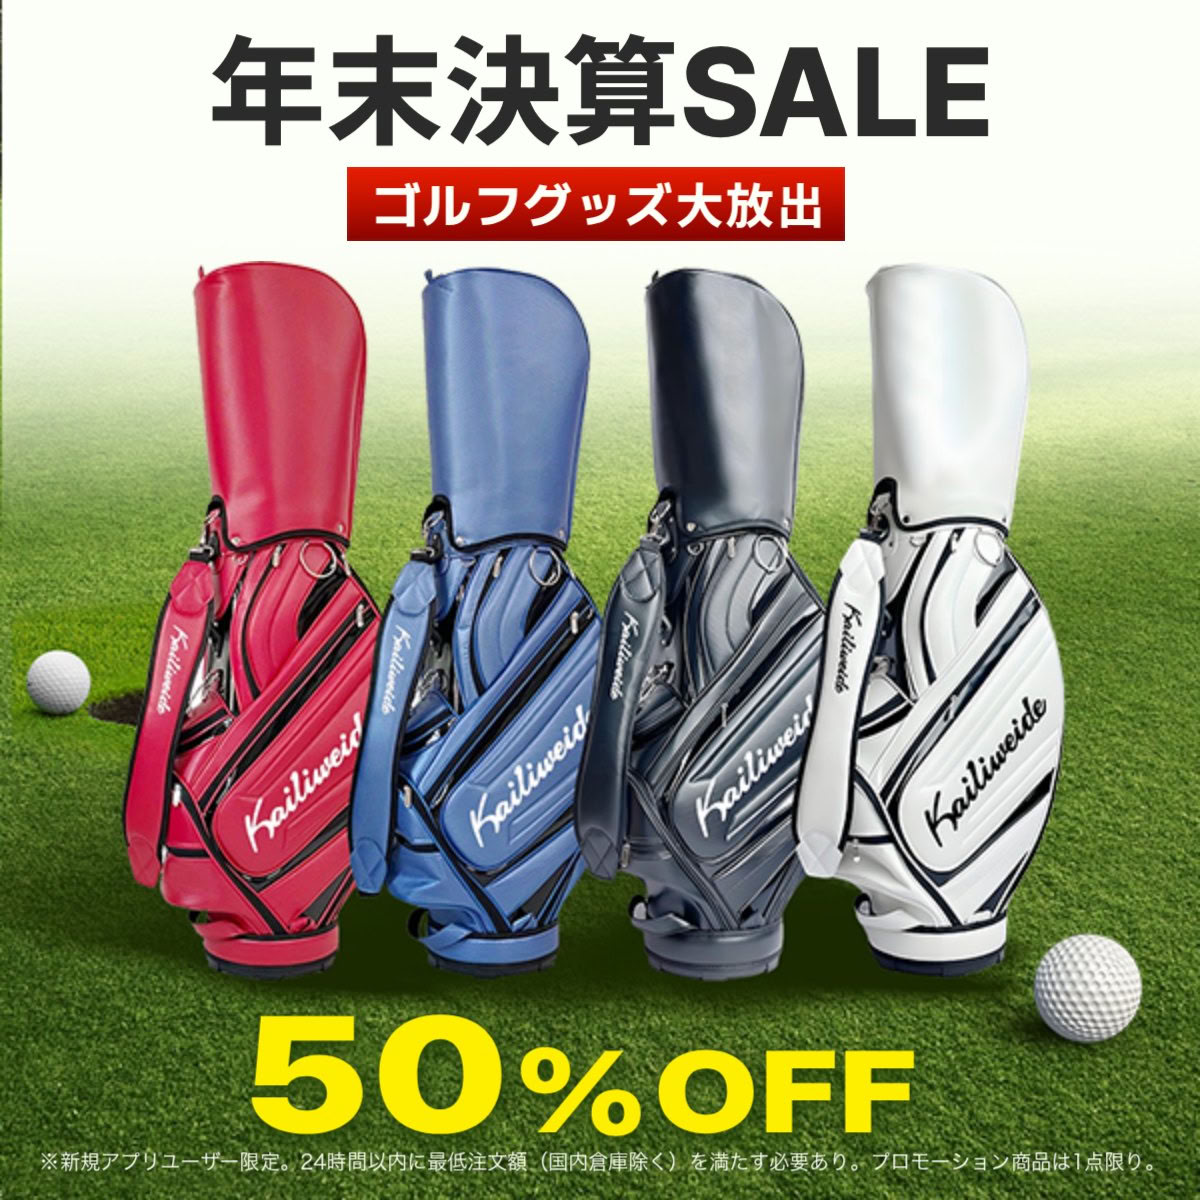 年末決算SALE
ゴルフグッズ大放出
Kailiweide
Kailiweide
Kailiweide
Kailiweide
Kailiweid
Kailiweide
Kailiweid
Kailiweide
50%OFF
※新規アプリユーザー限定。24時間以内に最低注文額（国内倉庫除く）を満たす必要あり。プロモーション商品は1点限り。